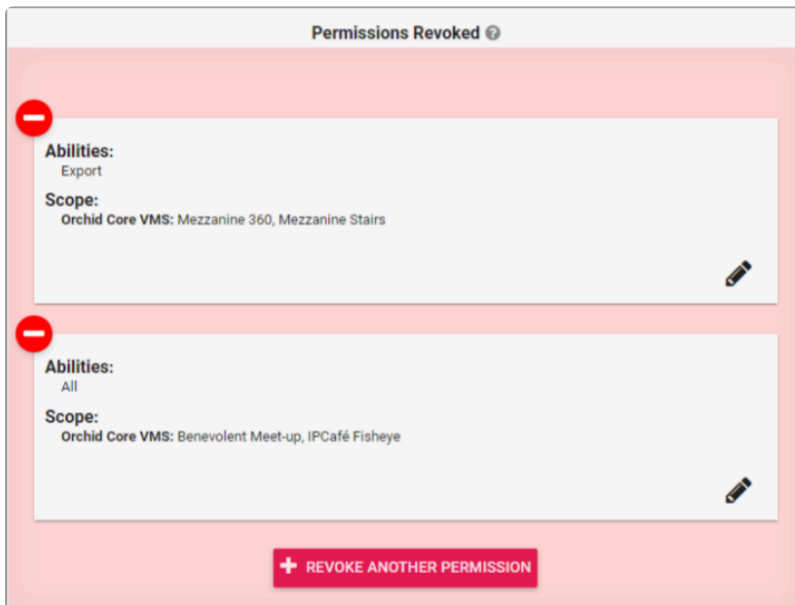 Permissions Revoked
Abilities:
Export
Scope:
Orchid Core VMS: Mezzanine 360, Mezzanine Stairs
Abilities:
All
Scope:
Orchid Core VMS: Benevolent Meet-up, IPCafé Fisheye
REVOKE ANOTHER PERMISSION